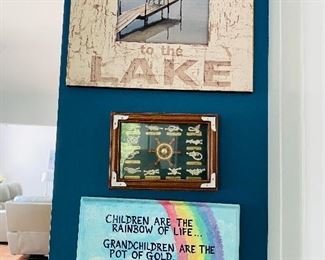 to the
LAKE
CHILDREN ARE THE
RAINBOW OF LIFE...
GRANDCHILDREN ARE THE
POT OF GOLD.